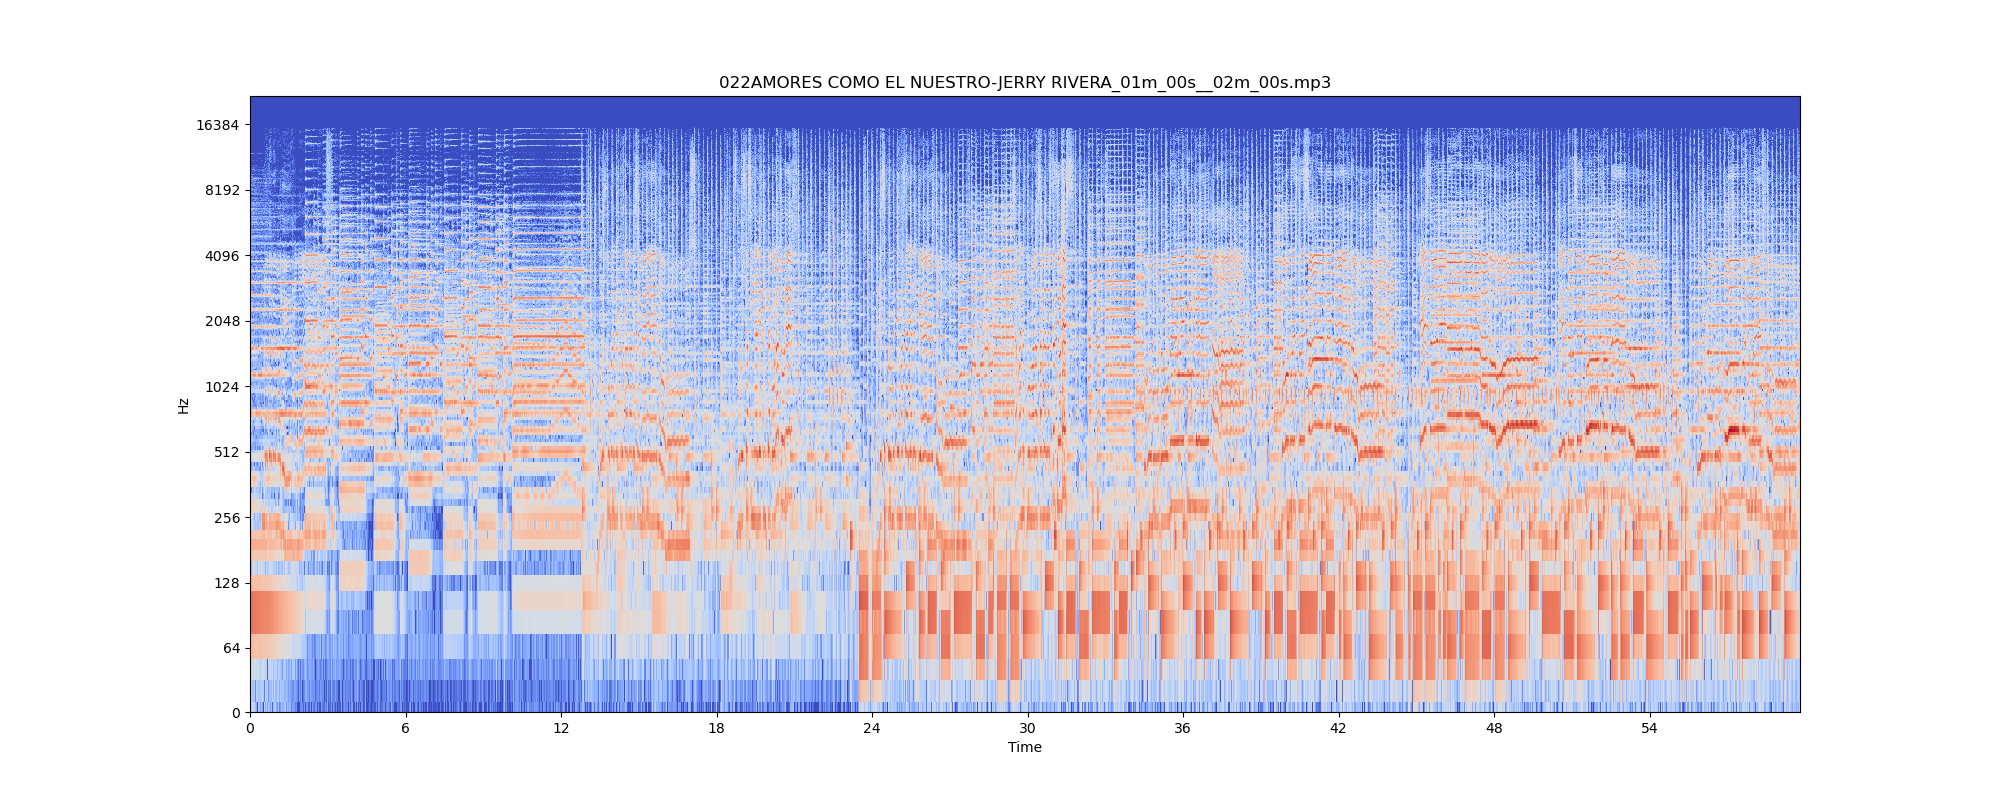 022AMORES COMO EL NUESTRO-JERRY RIVERA_01m_00s__02m_00s.mp3
16384
8192
4096
2048
1024
512
256
128
64
0
Hz
0 6 12 18 24 30 36 42 48 54
Time